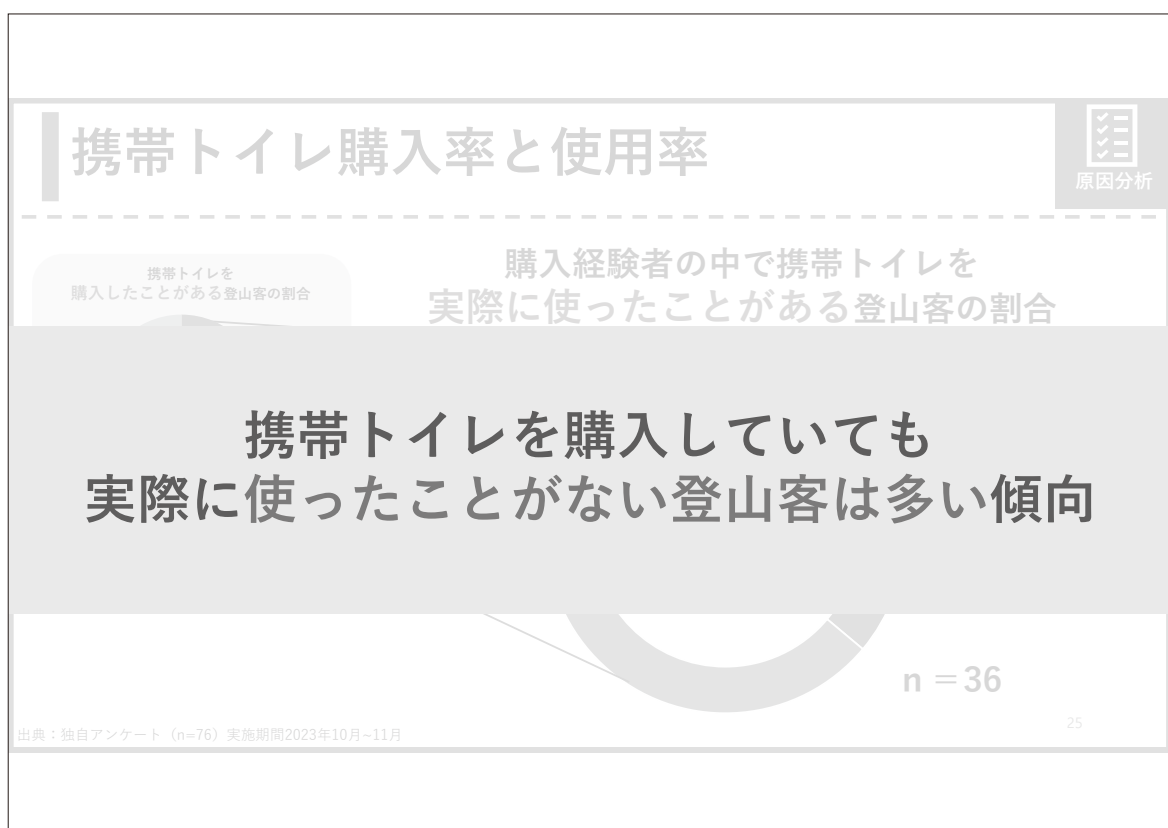 携帯トイレ購入率と使用率
原因分析
携帯トイレを
購入したことがある登山客の割合
購入経験者の中で携帯トイレを
実際に使ったことがある登山客の割合
携帯トイレを購入していても
実際に使ったことがない登山客は多い傾向
n＝36
出典：独自アンケート（n=76）実施期間2023年10月~11月
25